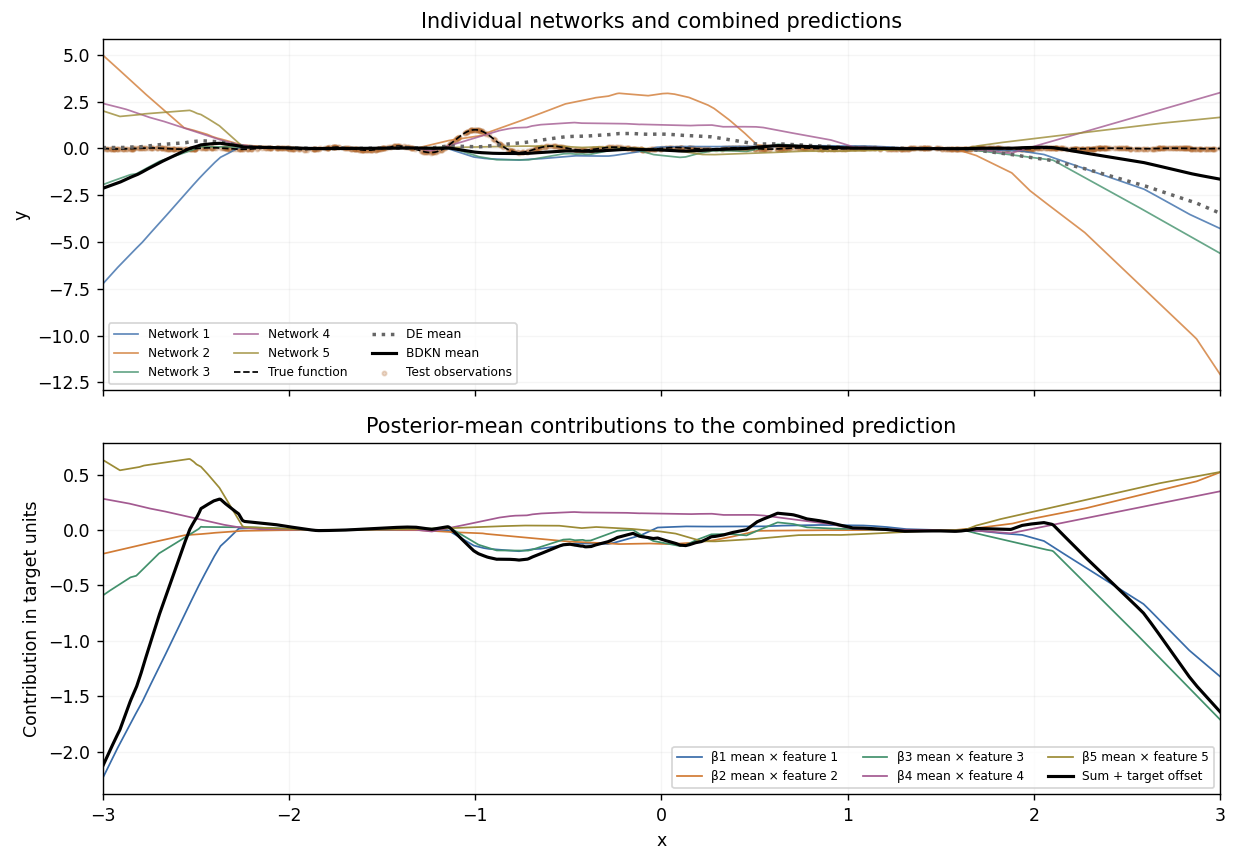 Individual networks and combined predictions
5.0
2.5
0.0
−2.5
−5.0
−7.5
−10.0
−12.5
y
Network 1
Network 2
Network 3
Network 4
Network 5
True function
DE mean
BDKN mean
Test observations
Posterior-mean contributions to the combined prediction
0.5
0.0
−0.5
−1.0
−1.5
−2.0
Contribution in target units
β1 mean × feature 1
β2 mean × feature 2
β3 mean × feature 3
β4 mean × feature 4
β5 mean × feature 5
Sum + target offset
−3
−2
−1
0
1
2
3
x